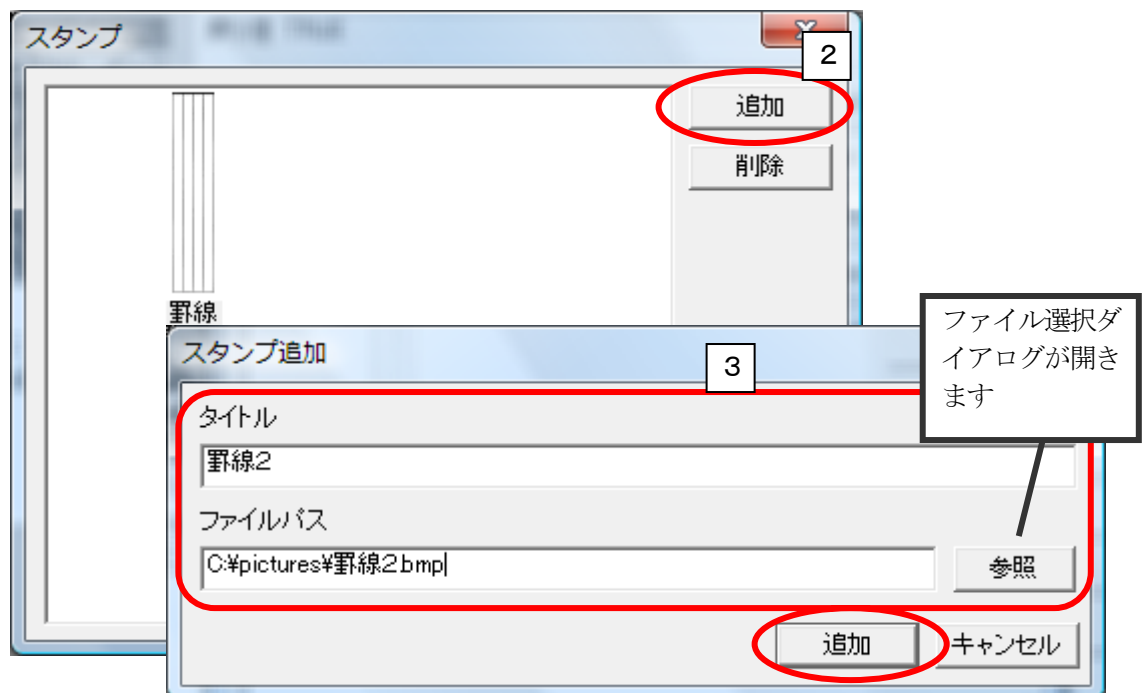 スタンプ
2
追加
削除
罫線
スタンプ追加
3
ファイル選択ダ
イアログが開き
ます
タイトル
罫線2
ファイルパス
C:¥pictures¥罫線2.bmp
参照
追加
キャンセル